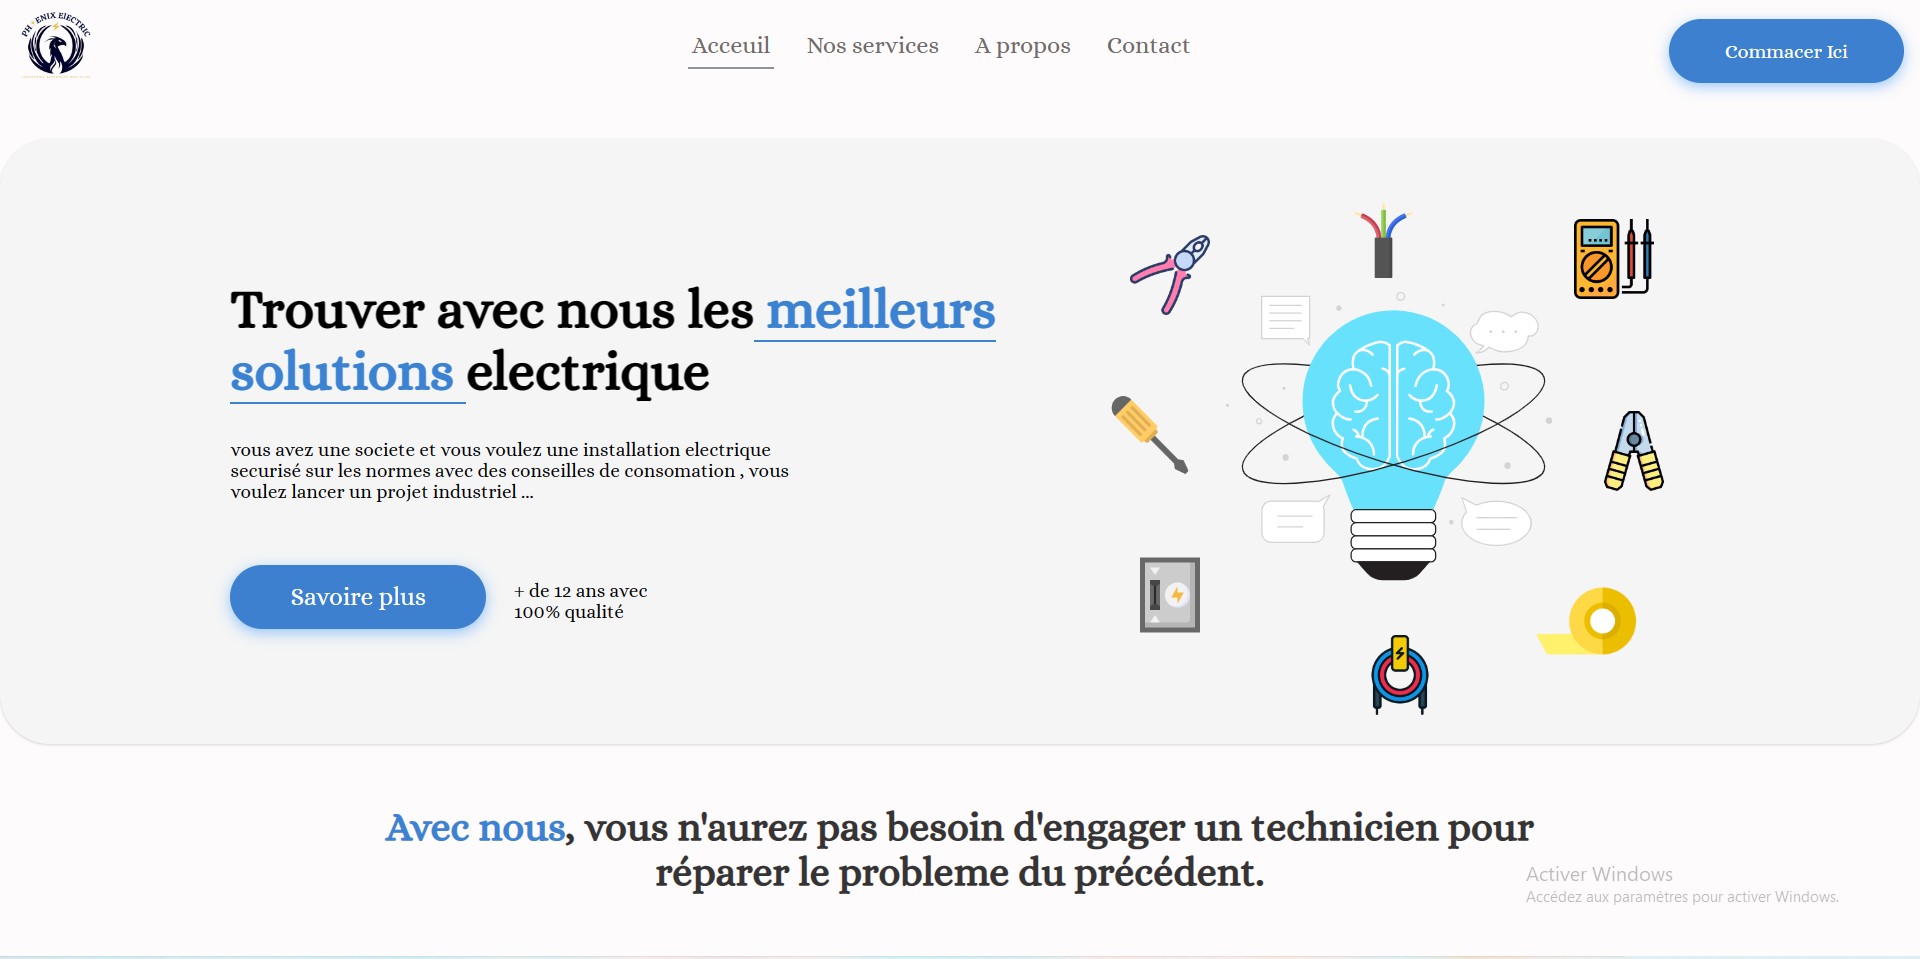 PHOENIX ElECTRIC
Acceuil
Nos services
A propos
Contact
Commacer Ici
Trouver avec nous les meilleurs
solutions electrique
vous avez une societe et vous voulez une installation electrique
securisé sur les normes avec des conseilles de consomation , vous
voulez lancer un projet industriel ...
Savoire plus
+ de 12 ans avec
100% qualité
Avec nous, vous n'aurez pas besoin d'engager un technicien pour
réparer le probleme du précédent.
Activer Windows
Accédez aux paramètres pour activer Windows.